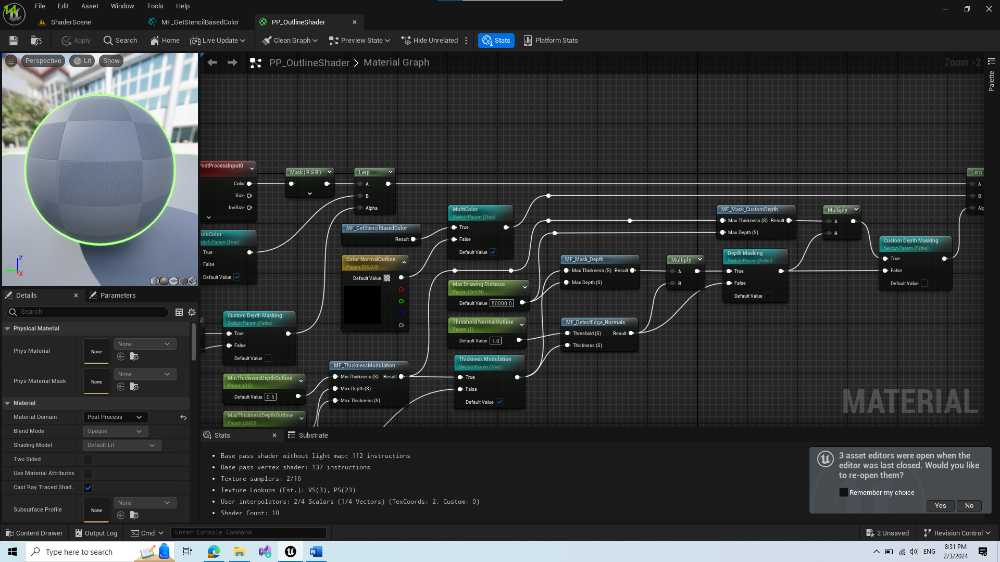 File Edit Asset Window Tools Help
ShaderScene
MF_GetStencilBasedColor
PP_OutlineShader
Apply
Search
Home
Live Update
Clean Graph
Preview State
Hide Unrelated
Stats
Platform Stats
Perspective
Lit
Show
PP_OutlineShader > Material Graph
Zoom -2
Palette
PostProcessInput0
Color
Size
InvSize
Mask ( R G B )
Lerp
A
B
Alpha
Lerp
A
B
MultiColor
Switch Param (True)
True
False
Default Value
MF_GetStencilBasedColor
Result
Color NormalOutline
Param (0,0,0,0)
Default Value
MF_Mask_CustomDepth
Max Thickness (S) Result
Max Depth (S)
Multiply
A
B
Custom Depth Masking
Switch Param (False)
True
False
Default Value
Switch Param (True)
True
False
Default Value
MF_Mask_Depth
Max Thickness (S) Result
Max Depth (S)
Multiply
A
B
Depth Masking
Switch Param (False)
True
False
Default Value
Max Drawing Distance
Param (5e+04)
Default Value 50000.0
Threshold NormalOutline
Param (1)
Default Value 1.0
MF_DetectEdge_Normals
Threshold (S) Result
Thickness (S)
Custom Depth Masking
Switch Param (False)
True
False
Default Value
MF_ThicknessModulation
Min Thickness (S) Result
Max Depth (S)
Max Thickness (S)
Thickness Modulation
Switch Param (True)
True
False
Default Value
MinThicknessDepthOutline
Param (0.5)
Default Value 0.5
MaxThicknessDepthOutline
Param (2000)
MATERIAL
Z
X
Details
Parameters
Search
Physical Material
Phys Material
None
None
Phys Material Mask
None
None
Material
Material Domain
Post Process
Blend Mode
Opaque
Shading Model
Default Lit
Two Sided
Use Material Attributes
Cast Ray Traced Shad...
Subsurface Profile
None
None
Stats
Substrate
Base pass shader without light map: 112 instructions
Base pass vertex shader: 137 instructions
Texture samplers: 2/16
Texture Lookups (Est.): VS(3), PS(23)
User interpolators: 2/4 Scalars (1/4 Vectors) (TexCoords: 2, Custom: 0)
Shader Count: 10
3 asset editors were open when the
editor was last closed. Would you like
to re-open them?
Remember my choice
Yes
No
Content Drawer
Output Log
Cmd
Enter Console Command
2 Unsaved
Revision Control
Type here to search
ENG
8:31 PM
2/3/2024